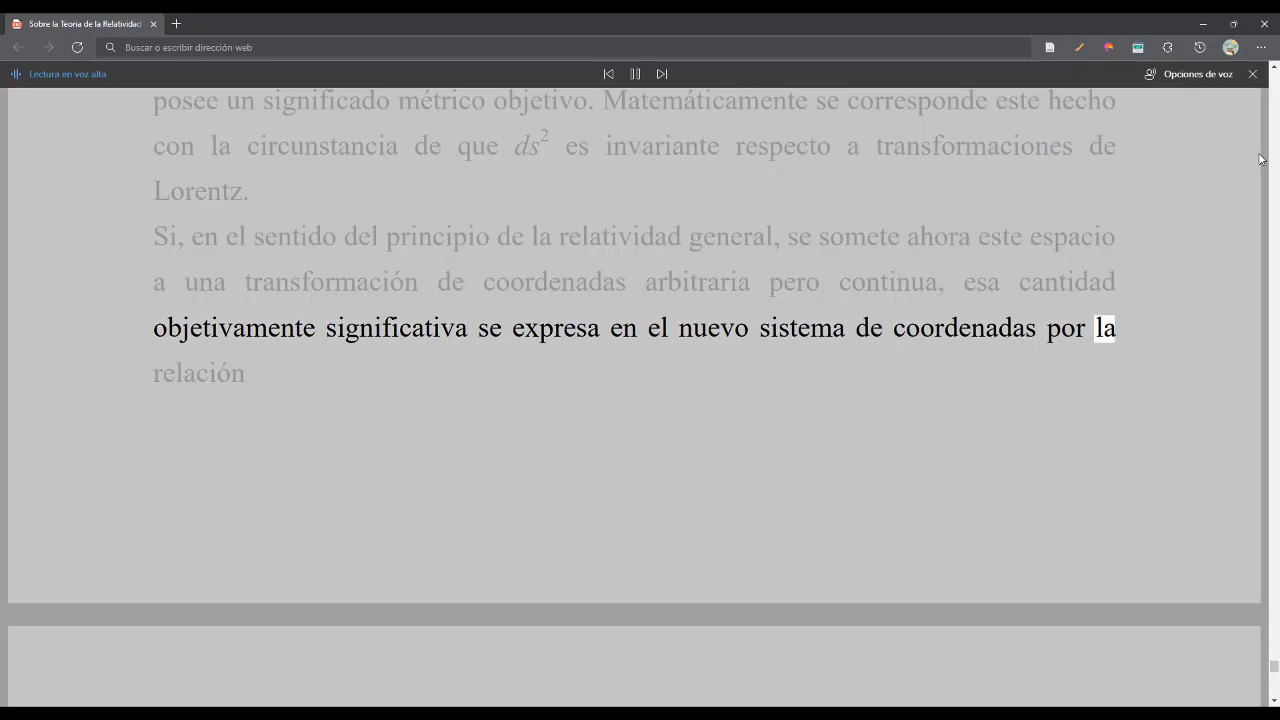 Sobre la Teoria de la Relatividad
Buscar o escribir dirección web
Lectura en voz alta
Opciones de voz
posee un significado métrico objetivo. Matemáticamente se corresponde este hecho
con la circunstancia de que ds² es invariante respecto a transformaciones de
Lorentz.
Si, en el sentido del principio de la relatividad general, se somete ahora este espacio
a una transformación de coordenadas arbitraria pero continua, esa cantidad
objetivamente significativa se expresa en el nuevo sistema de coordenadas por la
relación